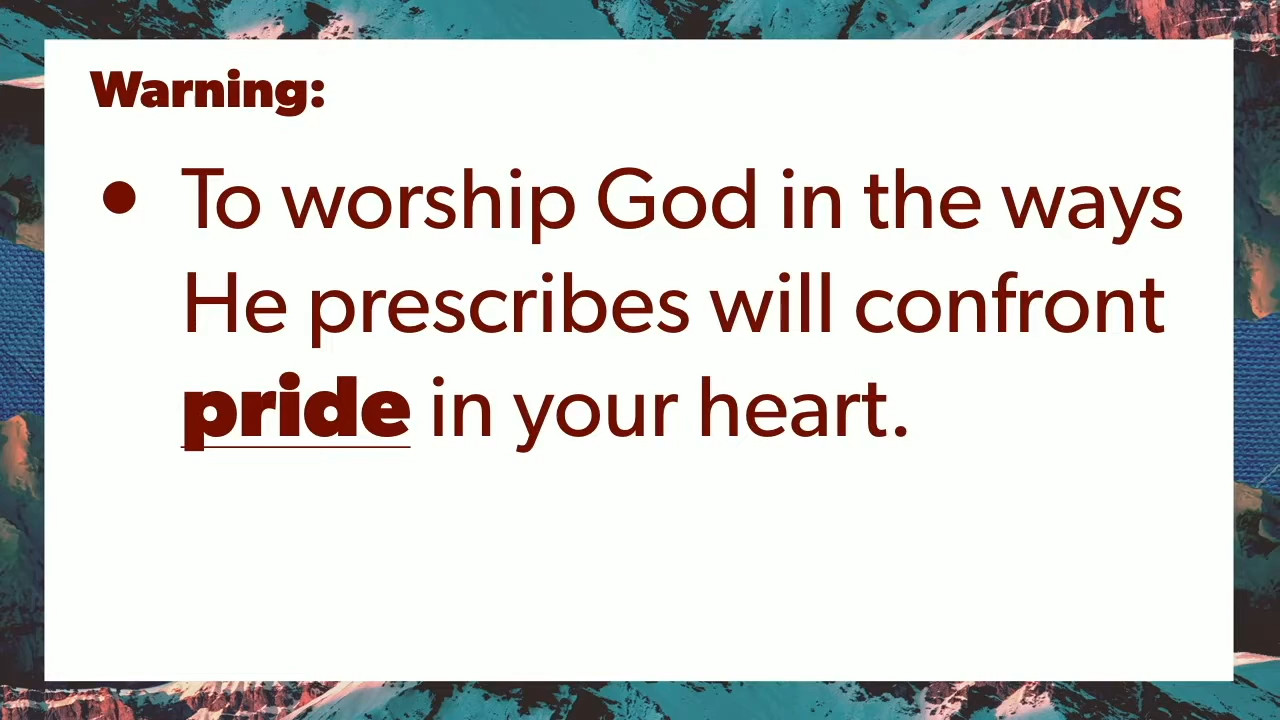 Warning:
• To worship God in the ways
He prescribes will confront
pride in your heart.